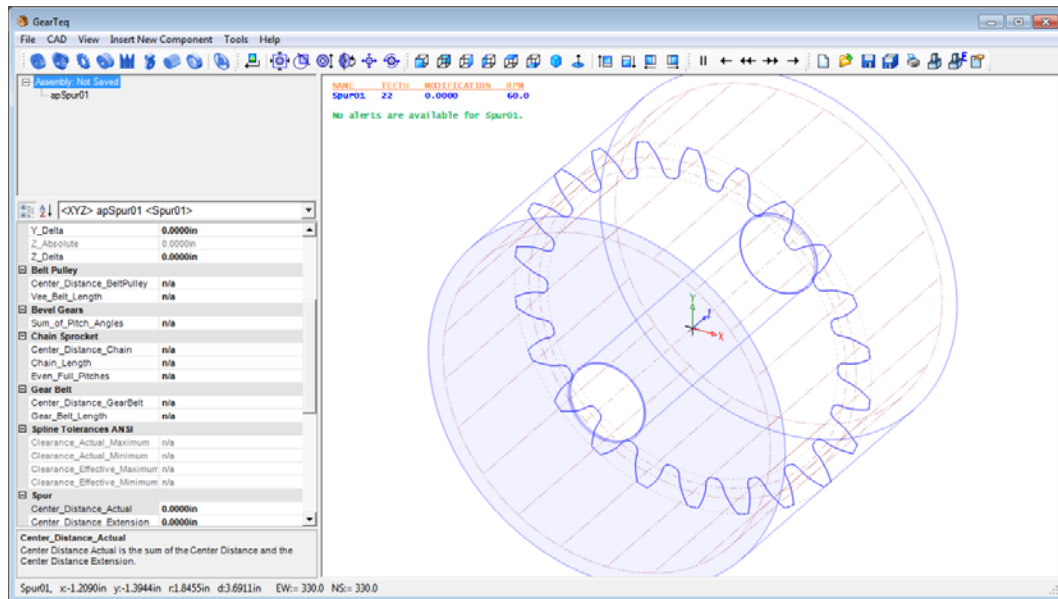 GearTeq
File CAD View Insert New Component Tools Help
Assembly: Not Saved
apSpur01
<XYZ> apSpur01 <Spur01>
Y_Delta 0.0000in
Z_Absolute 0.0000in
Z_Delta 0.0000in
Belt Pulley
Center_Distance_BeltPulley n/a
Vee_Belt_Length n/a
Bevel Gears
Sum_of_Pitch_Angles n/a
Chain Sprocket
Center_Distance_Chain n/a
Chain_Length n/a
Even_Full_Pitches n/a
Gear Belt
Center_Distance_GearBelt n/a
Gear_Belt_Length n/a
Spline Tolerances ANSI
Clearance_Actual_Maximum n/a
Clearance_Actual_Minimum n/a
Clearance_Effective_Maximum n/a
Clearance_Effective_Minimum n/a
Spur
Center_Distance_Actual 0.0000in
Center_Distance_Extension 0.0000in
Center_Distance_Actual
Center Distance Actual is the sum of the Center Distance and the
Center Distance Extension.
NAME TEETH MODIFICATION RPM
Spur01 22 0.0000 60.0
No alerts are available for Spur01.
Y
Z
X
Spur01, x:-1.2090in y:-1.3944in r:1.8455in d:3.6911in EW:= 330.0 NS:= 330.0